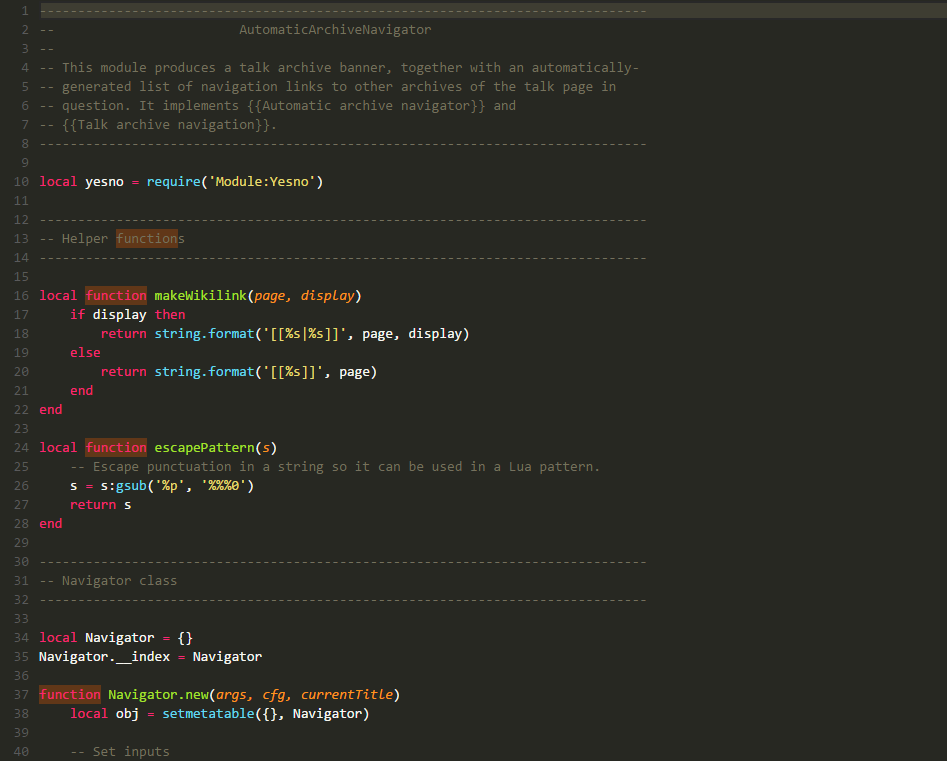 1 -------------------------------------------------------------------------------
2 --                        AutomaticArchiveNavigator
3 --
4 -- This module produces a talk archive banner, together with an automatically-
5 -- generated list of navigation links to other archives of the talk page in
6 -- question. It implements {{Automatic archive navigator}} and
7 -- {{Talk archive navigation}}.
8 -------------------------------------------------------------------------------
9
10 local yesno = require('Module:Yesno')
11
12 -------------------------------------------------------------------------------
13 -- Helper functions
14 -------------------------------------------------------------------------------
15
16 local function makeWikilink(page, display)
17     if display then
18         return string.format('[[%s|%s]]', page, display)
19     else
20         return string.format('[[%s]]', page)
21     end
22 end
23
24 local function escapePattern(s)
25     -- Escape punctuation in a string so it can be used in a Lua pattern.
26     s = s:gsub('%p', '%%%0')
27     return s
28 end
29
30 -------------------------------------------------------------------------------
31 -- Navigator class
32 -------------------------------------------------------------------------------
33
34 local Navigator = {}
35 Navigator.__index = Navigator
36
37 function Navigator.new(args, cfg, currentTitle)
38     local obj = setmetatable({}, Navigator)
39
40     -- Set inputs